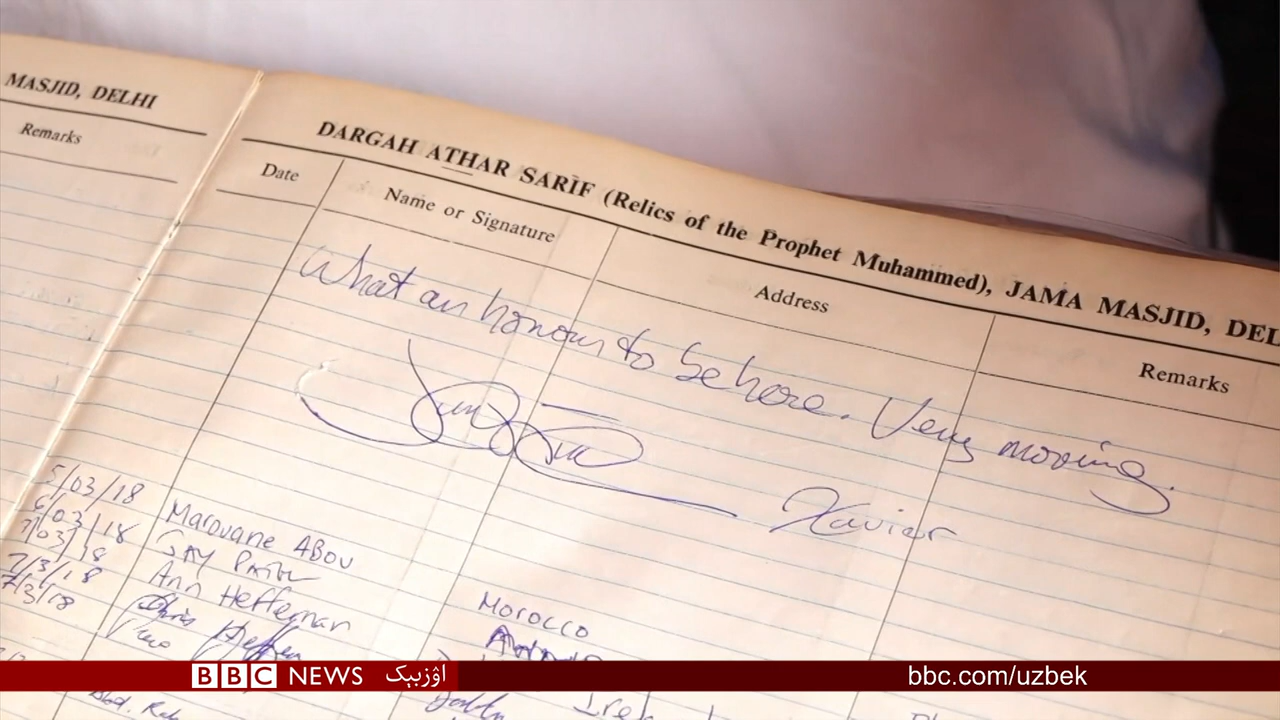 MASJID, DELHI
Remarks
DARGAH ATHAR SARIF (Relics of the Prophet Muhammed), JAMA MASJID, DEL
Date
Name or Signature
Address
Remarks
What an honour to be here. Very moving.
Xavier
5/03/18 Marouane ABOU Morocco
6/03/18
7/03/18 Ann Heffernan
7/3/18 Chris
7/3/18
BBC NEWS اۉزبېک
bbc.com/uzbek